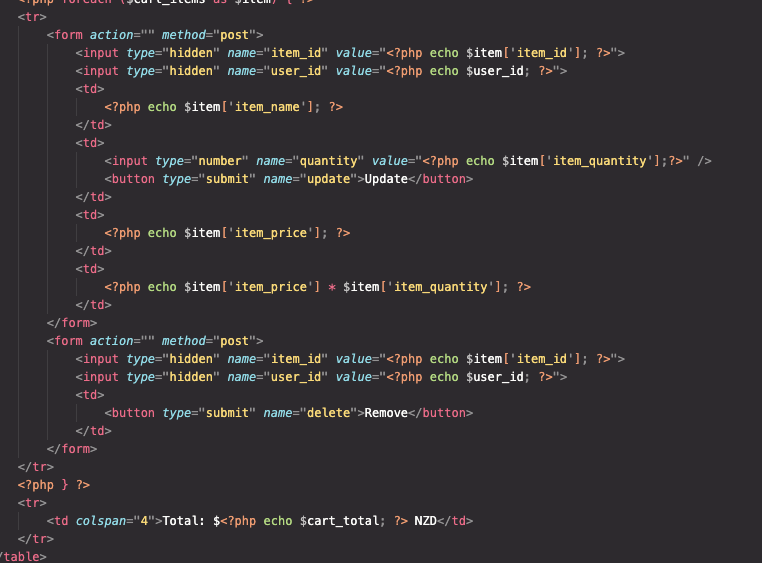 <?php foreach ($cart_items as $item) { ?>
<tr>
<form action="" method="post">
<input type="hidden" name="item_id" value="<?php echo $item['item_id']; ?>">
<input type="hidden" name="user_id" value="<?php echo $user_id; ?>">
<td>
<?php echo $item['item_name']; ?>
</td>
<td>
<input type="number" name="quantity" value="<?php echo $item['item_quantity'];?>" />
<button type="submit" name="update">Update</button>
</td>
<td>
<?php echo $item['item_price']; ?>
</td>
<td>
<?php echo $item['item_price'] * $item['item_quantity']; ?>
</td>
</form>
<form action="" method="post">
<input type="hidden" name="item_id" value="<?php echo $item['item_id']; ?>">
<input type="hidden" name="user_id" value="<?php echo $user_id; ?>">
<td>
<button type="submit" name="delete">Remove</button>
</td>
</form>
</tr>
<?php } ?>
<tr>
<td colspan="4">Total: $<?php echo $cart_total; ?> NZD</td>
</tr>
/table>